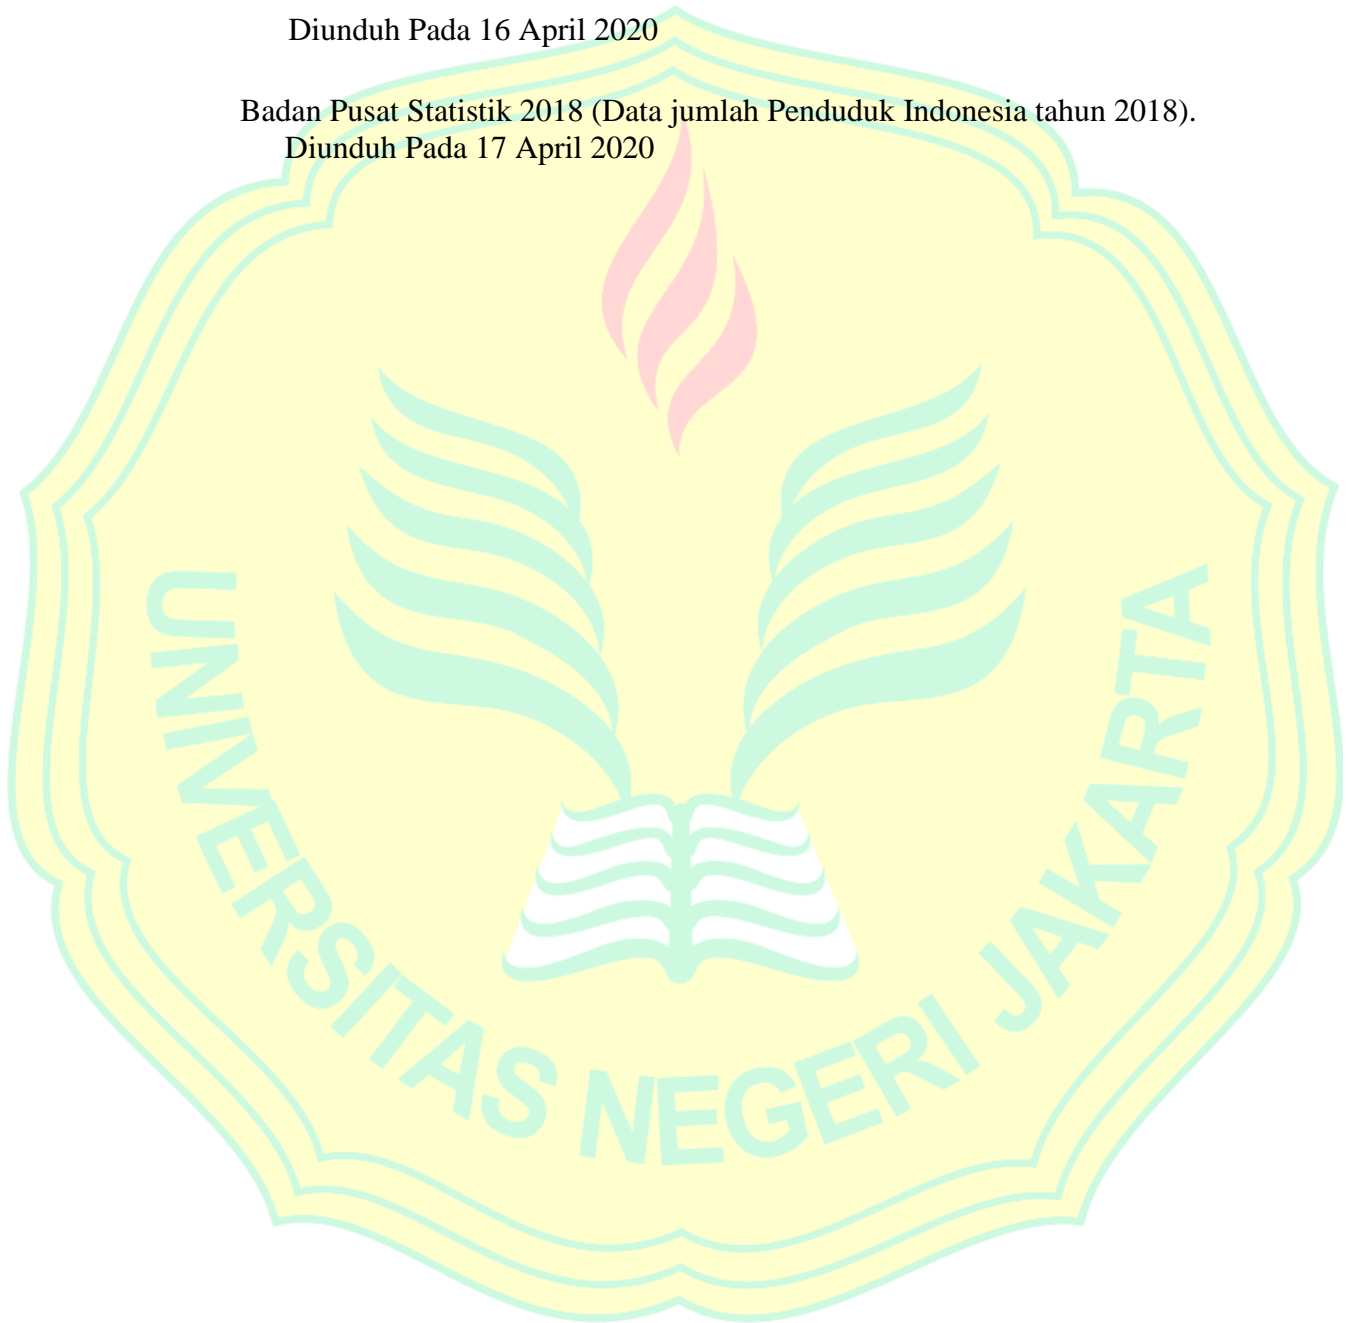 Diunduh Pada 16 April 2020
Badan Pusat Statistik 2018 (Data jumlah Penduduk Indonesia tahun 2018).
Diunduh Pada 17 April 2020
UNIVERSITAS NEGERI JAKARTA